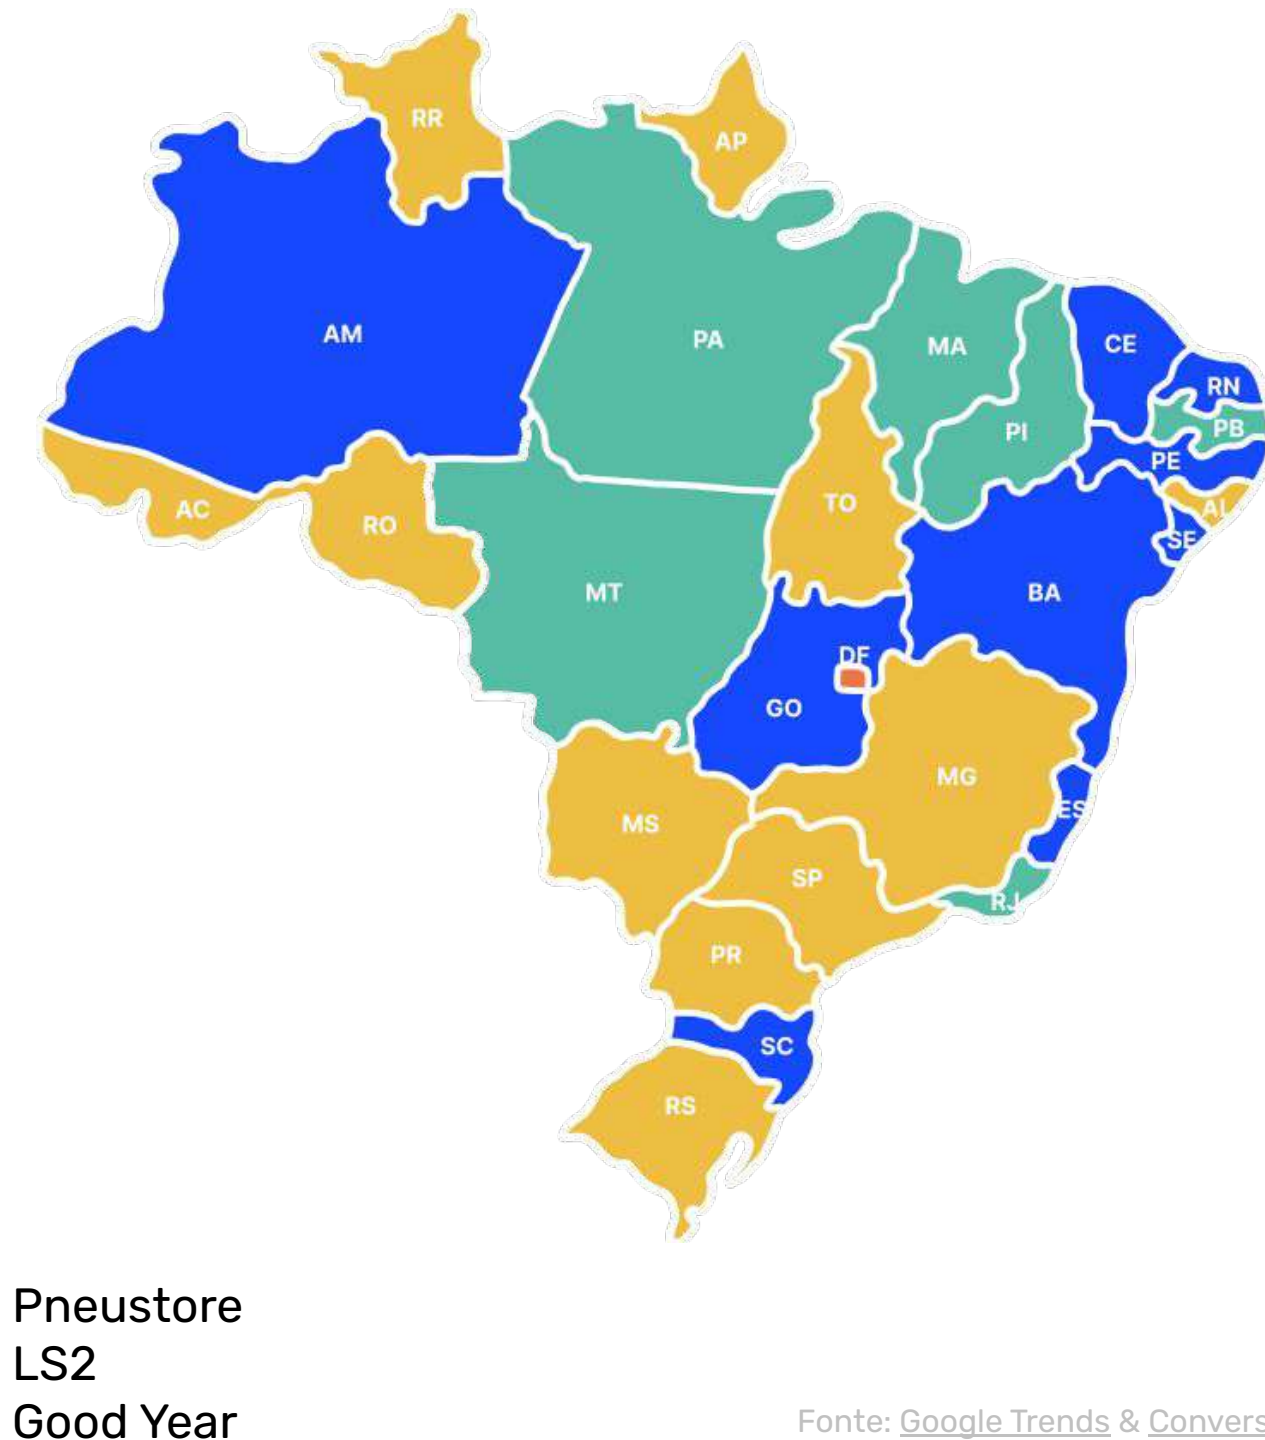 RR
AP
AM
PA
MA
CE
RN
PB
PI
PE
AC
RO
TO
AL
SE
MT
BA
DF
GO
MG
MS
ES
SP
RJ
PR
SC
RS
Pneustore
LS2
Good Year
Fonte: Google Trends & Convers